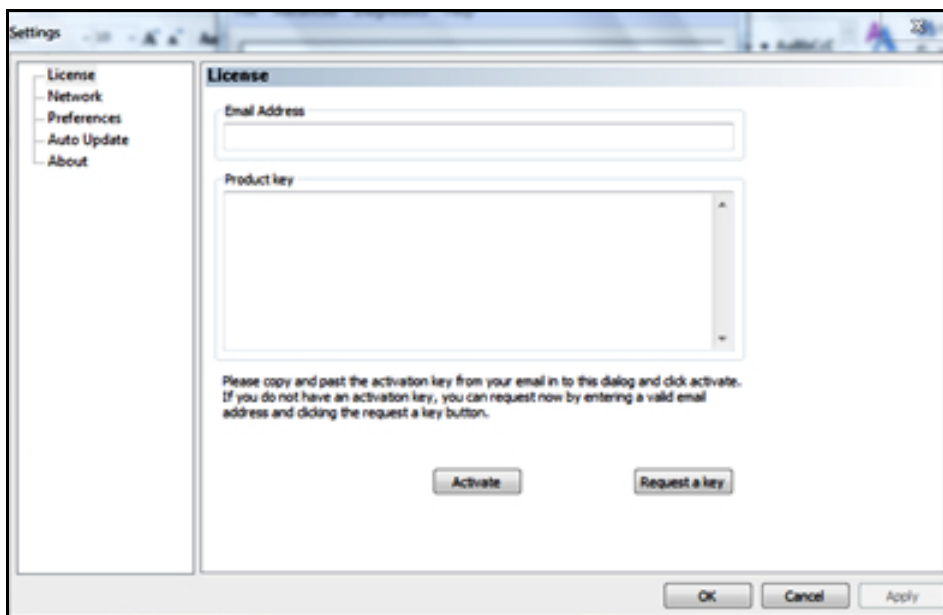 Settings
License
Network
Preferences
Auto Update
About
License
Email Address
Product key
Please copy and past the activation key from your email in to this dialog and click activate.
If you do not have an activation key, you can request now by entering a valid email
address and clicking the request a key button.
Activate
Request a key
OK
Cancel
Apply